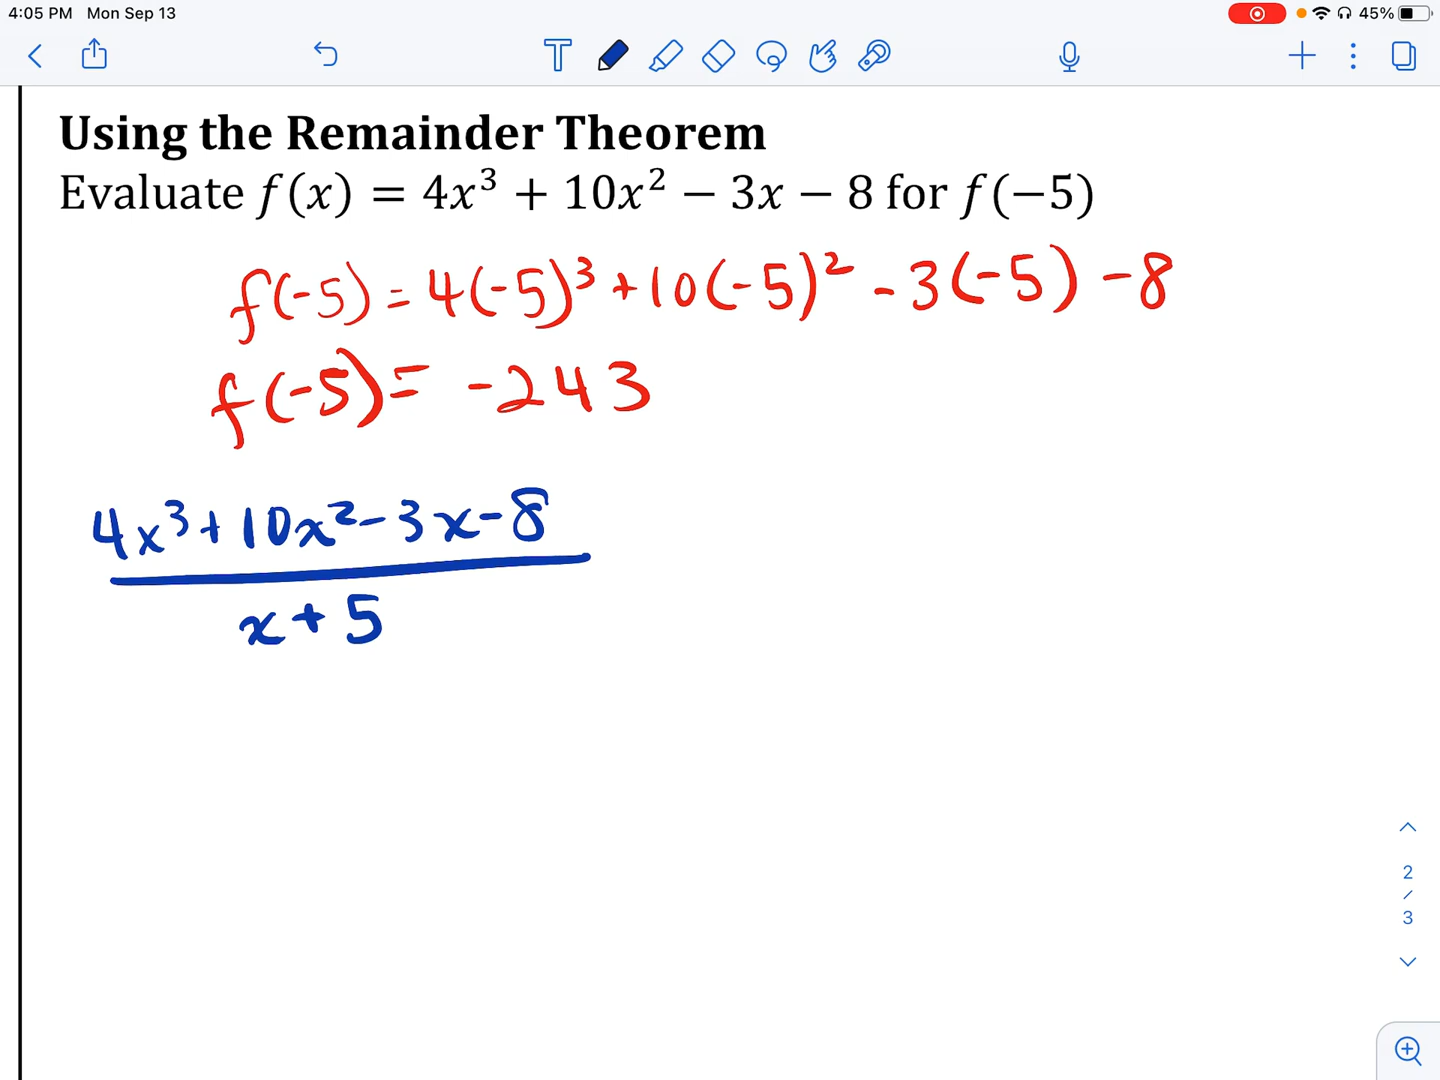 4:05 PM Mon Sep 13 45%
Using the Remainder Theorem
Evaluate f(x) = 4x³ + 10x² − 3x − 8 for f(−5)
f(-5) = 4(-5)³ + 10(-5)² - 3(-5) - 8
f(-5) = -243
4x³ + 10x² - 3x - 8
x + 5
2
/
3